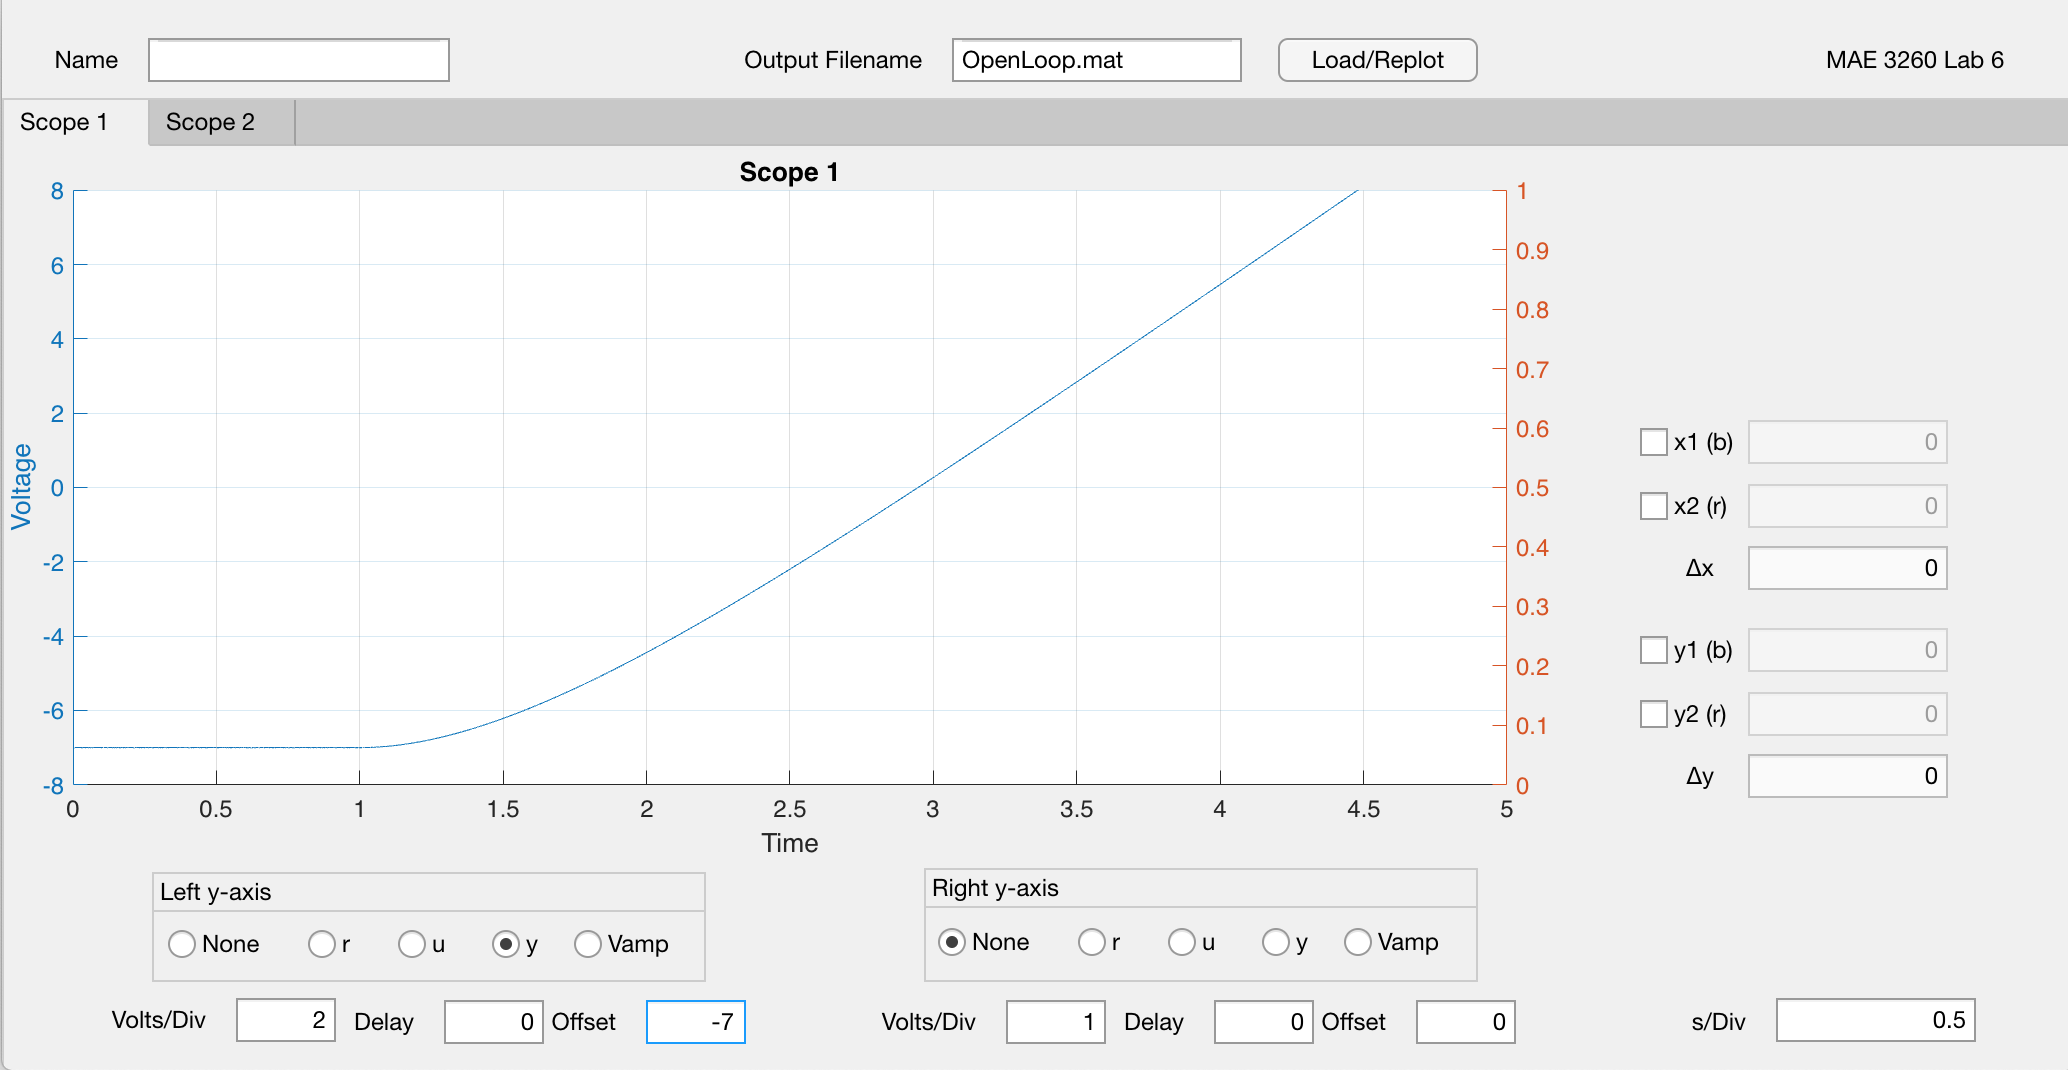 Name
Output Filename OpenLoop.mat Load/Replot MAE 3260 Lab 6
Scope 1 Scope 2
Scope 1
8
6
4
2
0
-2
-4
-6
-8
Voltage
1
0.9
0.8
0.7
0.6
0.5
0.4
0.3
0.2
0.1
0
0 0.5 1 1.5 2 2.5 3 3.5 4 4.5 5
Time
x1 (b) 0
x2 (r) 0
Δx 0
y1 (b) 0
y2 (r) 0
Δy 0
Left y-axis
None r u y Vamp
Volts/Div 2 Delay 0 Offset -7
Right y-axis
None r u y Vamp
Volts/Div 1 Delay 0 Offset 0
s/Div 0.5